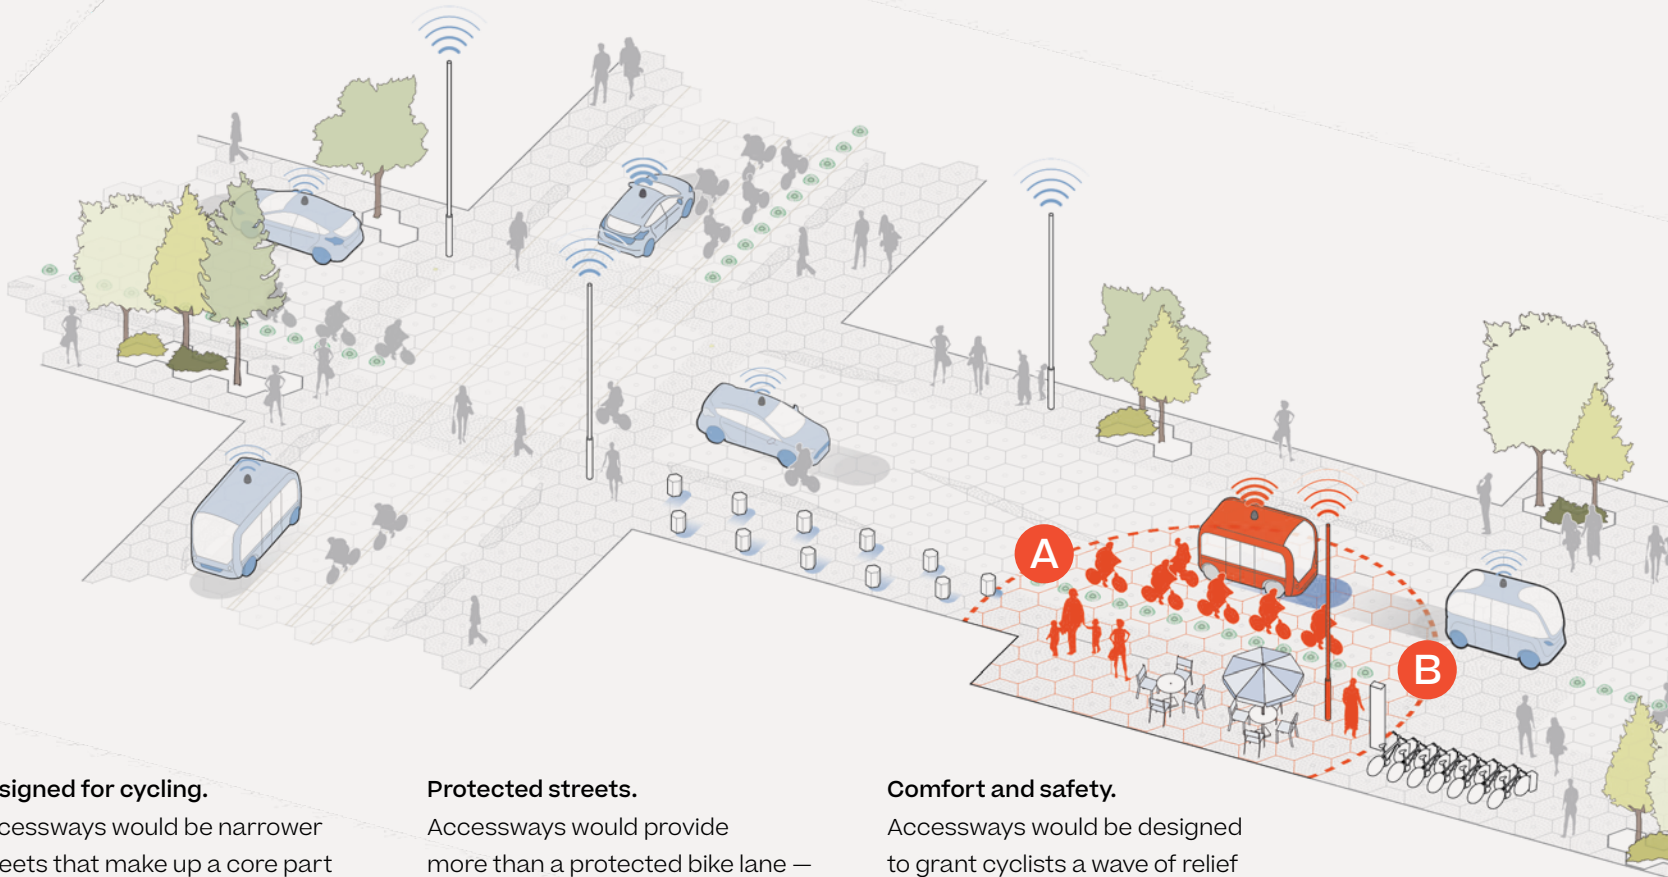 A
B
signed for cycling.
cessways would be narrower
eets that make up a core part
Protected streets.
Accessways would provide
more than a protected bike lane —
Comfort and safety.
Accessways would be designed
to grant cyclists a wave of relief